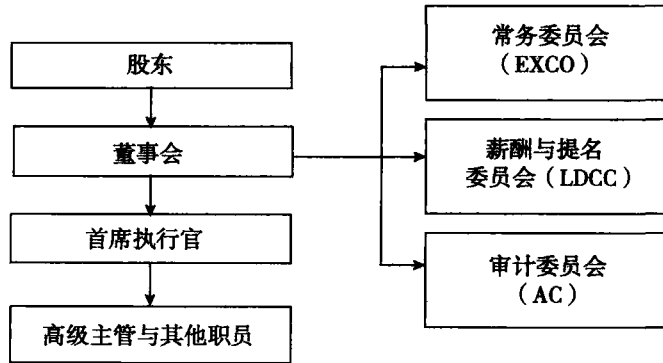 股东
董事会
首席执行官
高级主管与其他职员
常务委员会
（EXCO）
薪酬与提名
委员会（LDCC）
审计委员会
（AC）